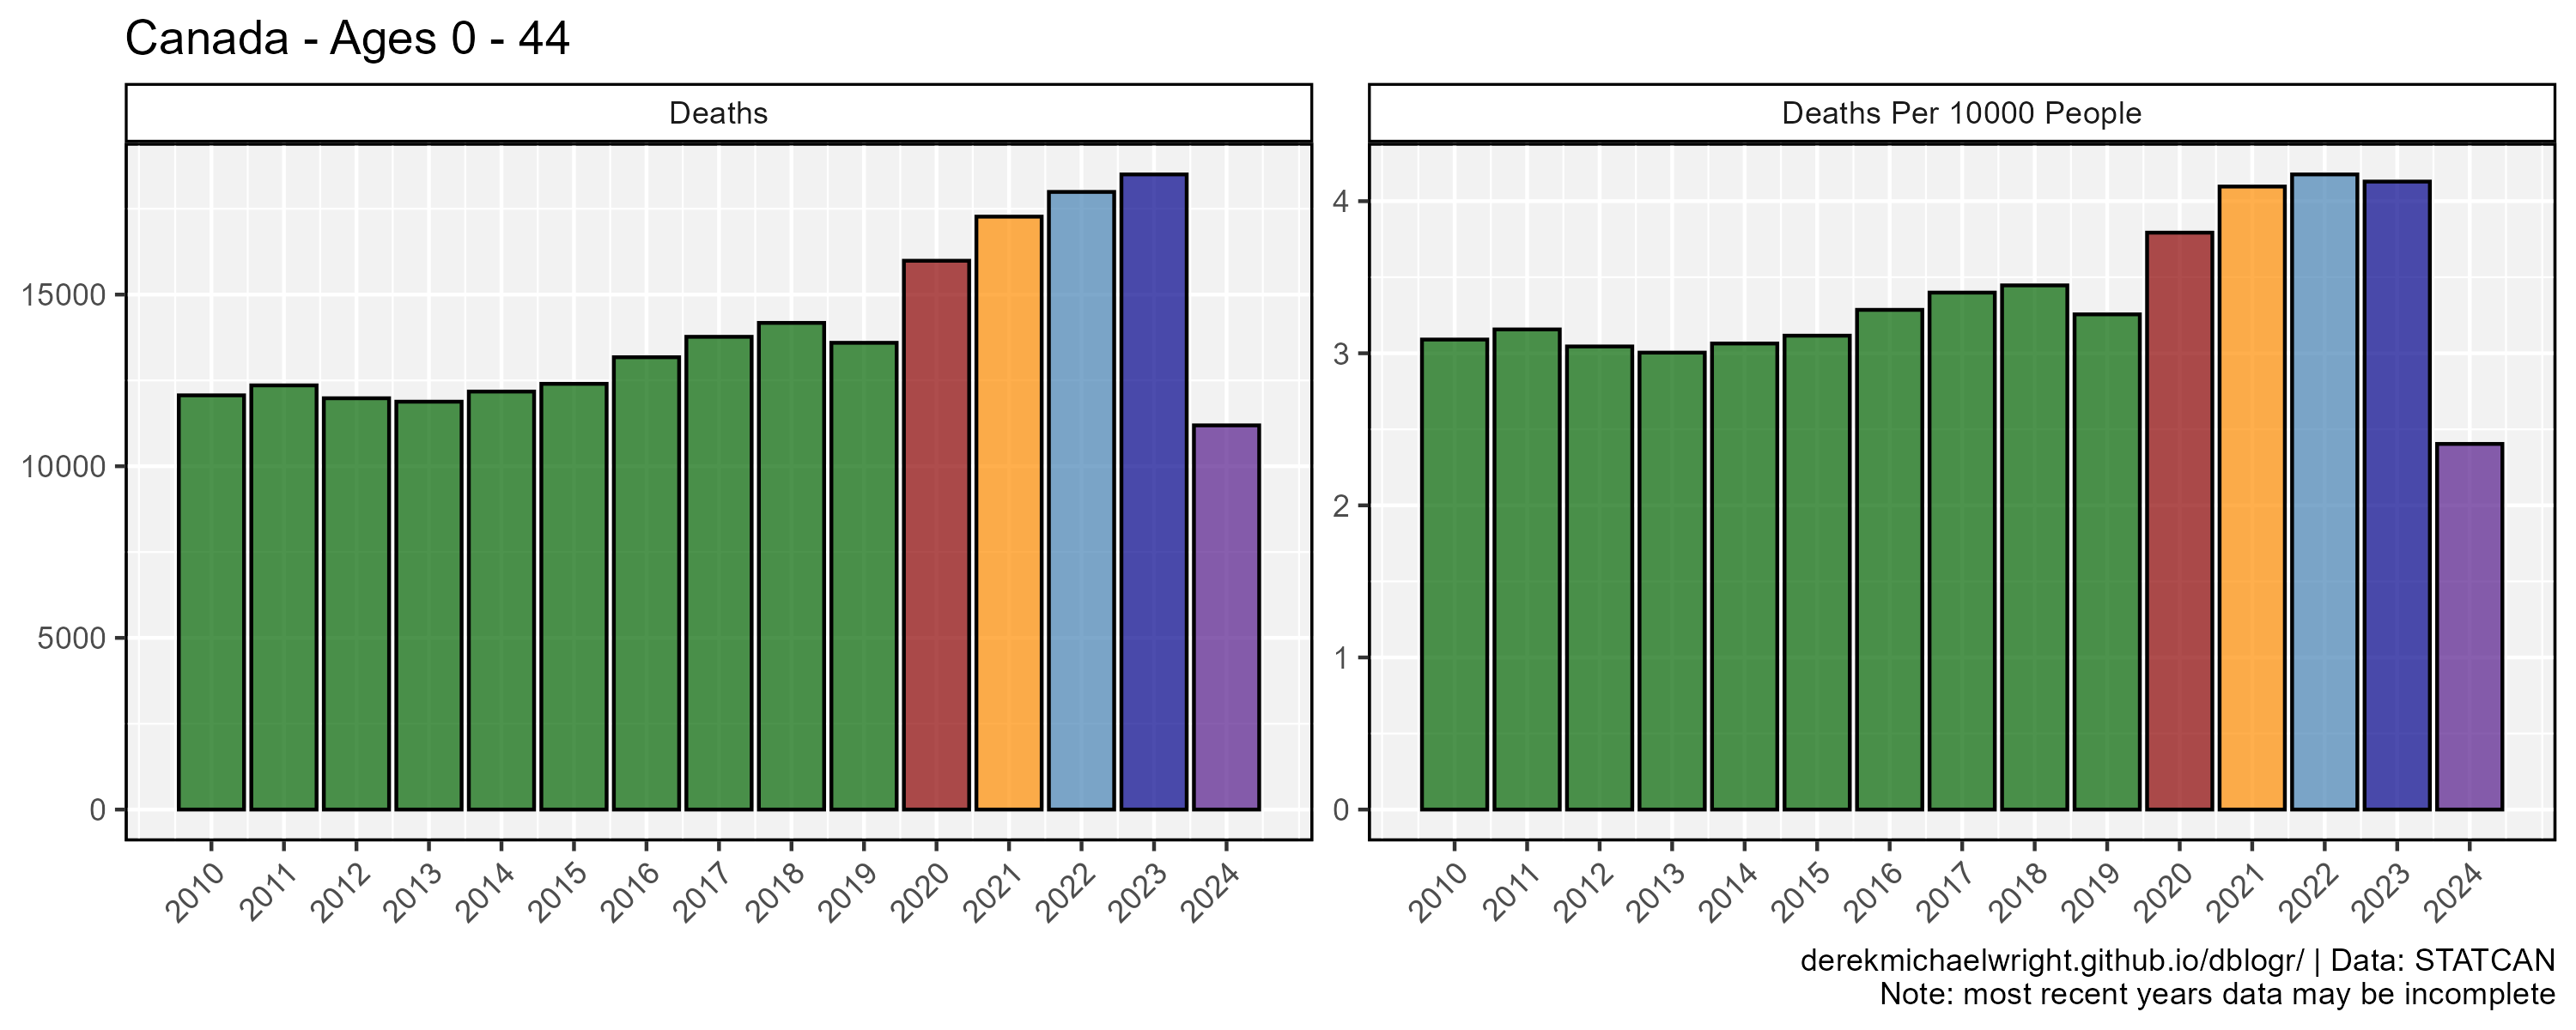 Canada - Ages 0 - 44
Deaths
15000
10000
5000
0
2010 2011 2012 2013 2014 2015 2016 2017 2018 2019 2020 2021 2022 2023 2024
Deaths Per 10000 People
4
3
2
1
0
2010 2011 2012 2013 2014 2015 2016 2017 2018 2019 2020 2021 2022 2023 2024
derekmichaelwright.github.io/dblogr/ | Data: STATCAN
Note: most recent years data may be incomplete